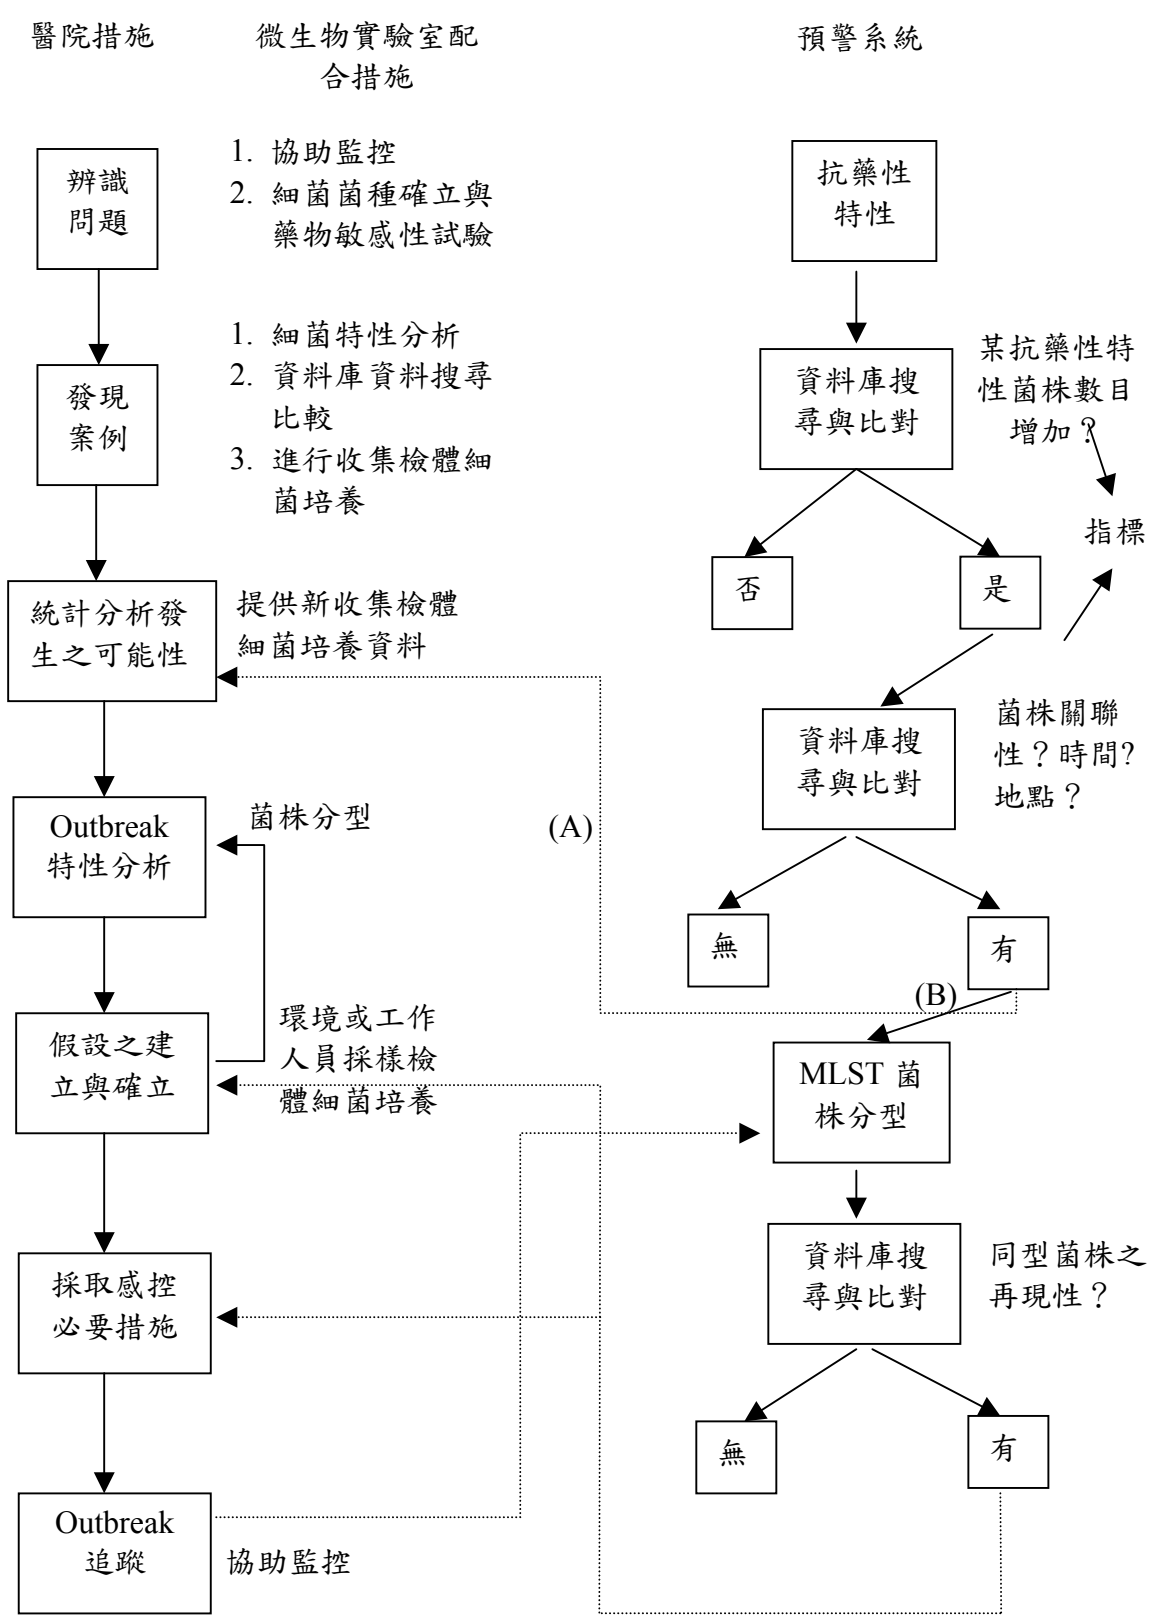 醫院措施
微生物實驗室配
合措施
預警系統
辨識
問題
1. 協助監控
2. 細菌菌種確立與
藥物敏感性試驗
抗藥性
特性
發現
案例
1. 細菌特性分析
2. 資料庫資料搜尋
比較
3. 進行收集檢體細
菌培養
資料庫搜
尋與比對
某抗藥性特
性菌株數目
增加？
指標
否
是
統計分析發
生之可能性
提供新收集檢體
細菌培養資料
資料庫搜
尋與比對
菌株關聯
性？時間?
地點？
Outbreak
特性分析
菌株分型
(A)
無
有
(B)
假設之建
立與確立
環境或工作
人員採樣檢
體細菌培養
MLST 菌
株分型
採取感控
必要措施
資料庫搜
尋與比對
同型菌株之
再現性？
無
有
Outbreak
追蹤
協助監控